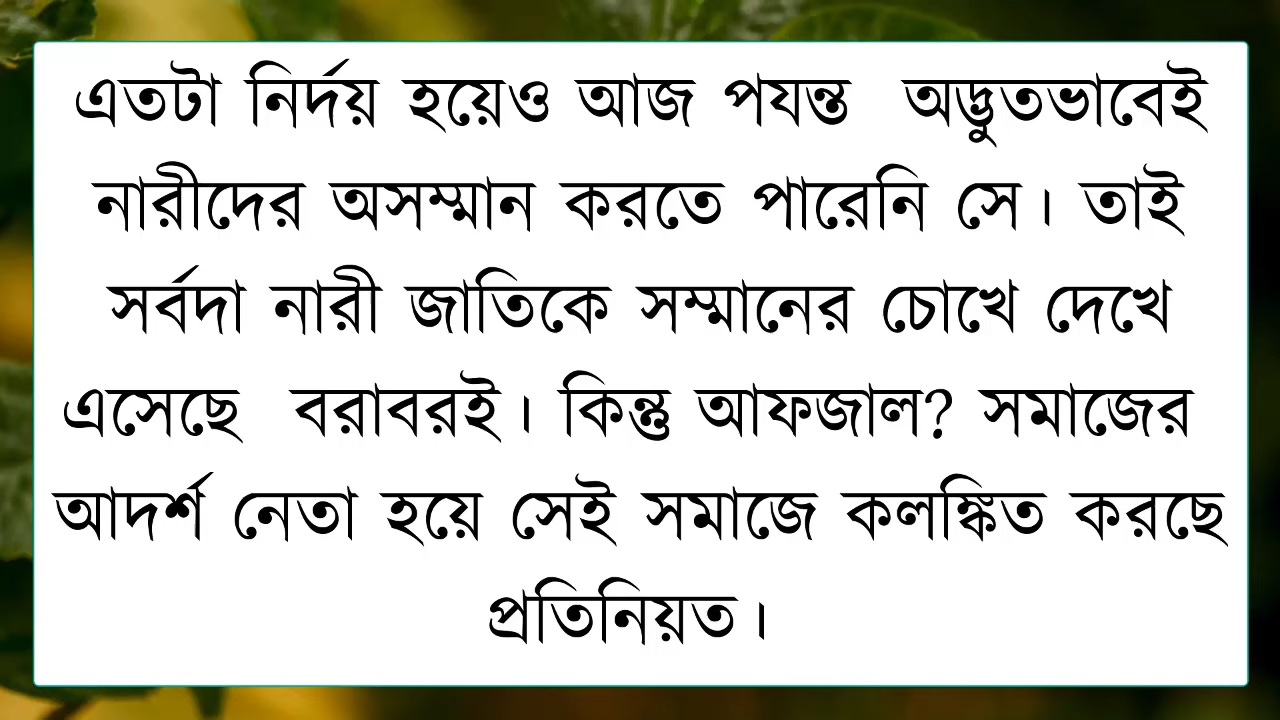 এতটা নির্দয় হয়েও আজ পযন্ত অদ্ভুতভাবেই
নারীদের অসম্মান করতে পারেনি সে। তাই
সর্বদা নারী জাতিকে সম্মানের চোখে দেখে
এসেছে বরাবরই। কিন্তু আফজাল? সমাজের
আদর্শ নেতা হয়ে সেই সমাজে কলঙ্কিত করছে
প্রতিনিয়ত।